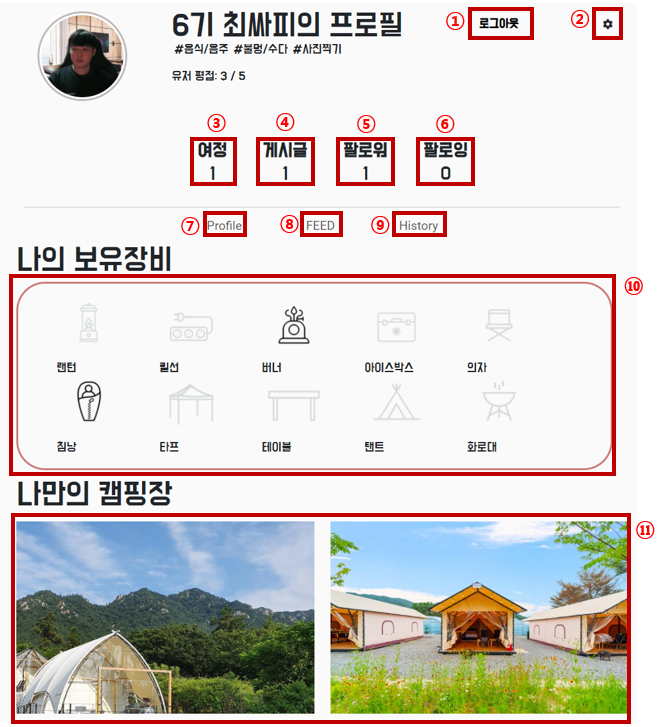 6기 최싸피의 프로필
① 로그아웃 ②
#음식/음주 #불멍/수다 #사진찍기
유저 평점: 3 / 5
③ ④ ⑤ ⑥
여정 게시글 팔로워 팔로잉
1 1 1 0
⑦ Profile ⑧ FEED ⑨ History
나의 보유장비
⑩
랜턴 릴선 버너 아이스박스 의자
침낭 타프 테이블 탠트 화로대
나만의 캠핑장
⑪